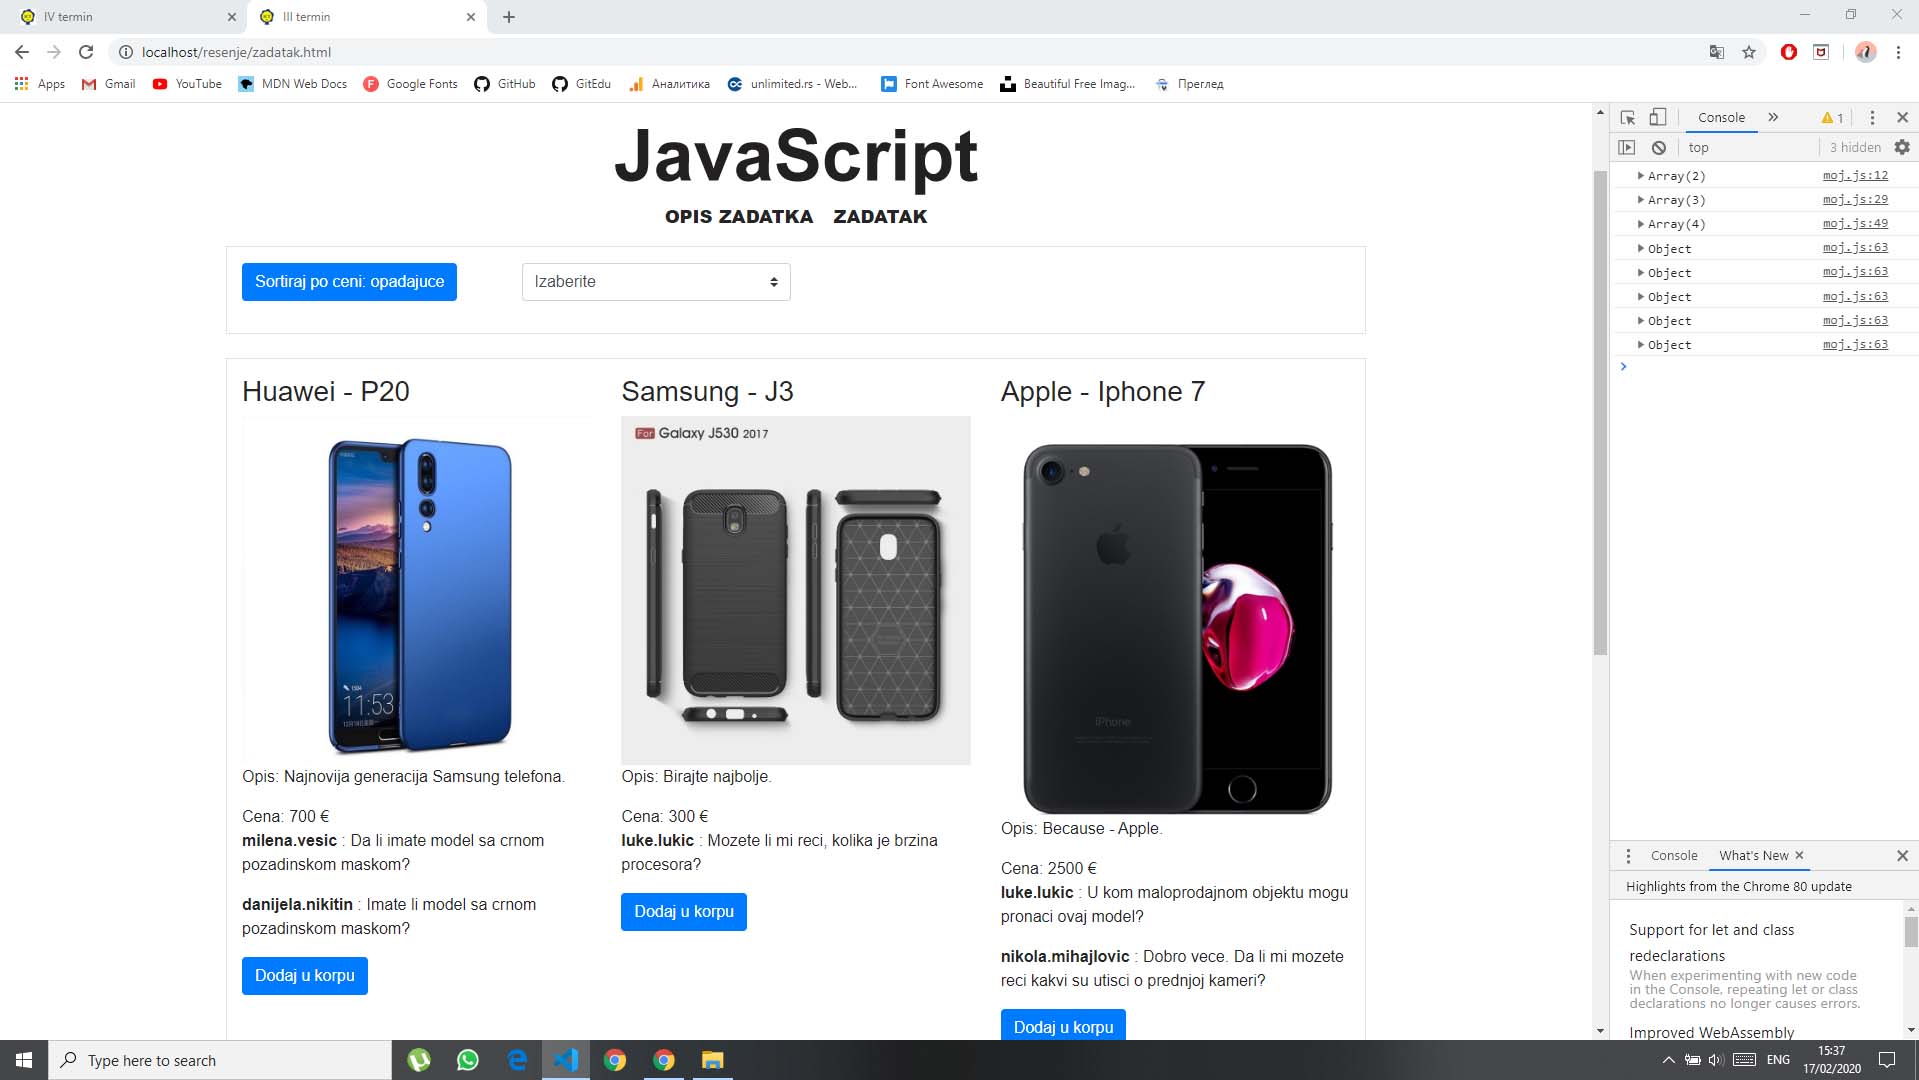 IV termin
III termin
localhost/resenje/zadatak.html
Apps
Gmail
YouTube
MDN Web Docs
Google Fonts
GitHub
GitEdu
Аналитика
unlimited.rs - Web...
Font Awesome
Beautiful Free Imag...
Преглед
JavaScript
OPIS ZADATKA ZADATAK
Sortiraj po ceni: opadajuce
Izaberite
Huawei - P20
11:53
Opis: Najnovija generacija Samsung telefona.
Cena: 700 €
milena.vesic : Da li imate model sa crnom
pozadinskom maskom?
danijela.nikitin : Imate li model sa crnom
pozadinskom maskom?
Dodaj u korpu
Samsung - J3
For Galaxy J530 2017
Opis: Birajte najbolje.
Cena: 300 €
luke.lukic : Mozete li mi reci, kolika je brzina
procesora?
Dodaj u korpu
Apple - Iphone 7
iPhone
Opis: Because - Apple.
Cena: 2500 €
luke.lukic : U kom maloprodajnom objektu mogu
pronaci ovaj model?
nikola.mihajlovic : Dobro vece. Da li mi mozete
reci kakvi su utisci o prednjoj kameri?
Dodaj u korpu
Console
1
top
3 hidden
Array(2) moj.js:12
Array(3) moj.js:29
Array(4) moj.js:49
Object moj.js:63
Object moj.js:63
Object moj.js:63
Object moj.js:63
Object moj.js:63
Console What's New
Highlights from the Chrome 80 update
Support for let and class
redeclarations
When experimenting with new code
in the Console, repeating let or class
declarations no longer causes errors.
Improved WebAssembly
Type here to search
ENG
15:37
17/02/2020